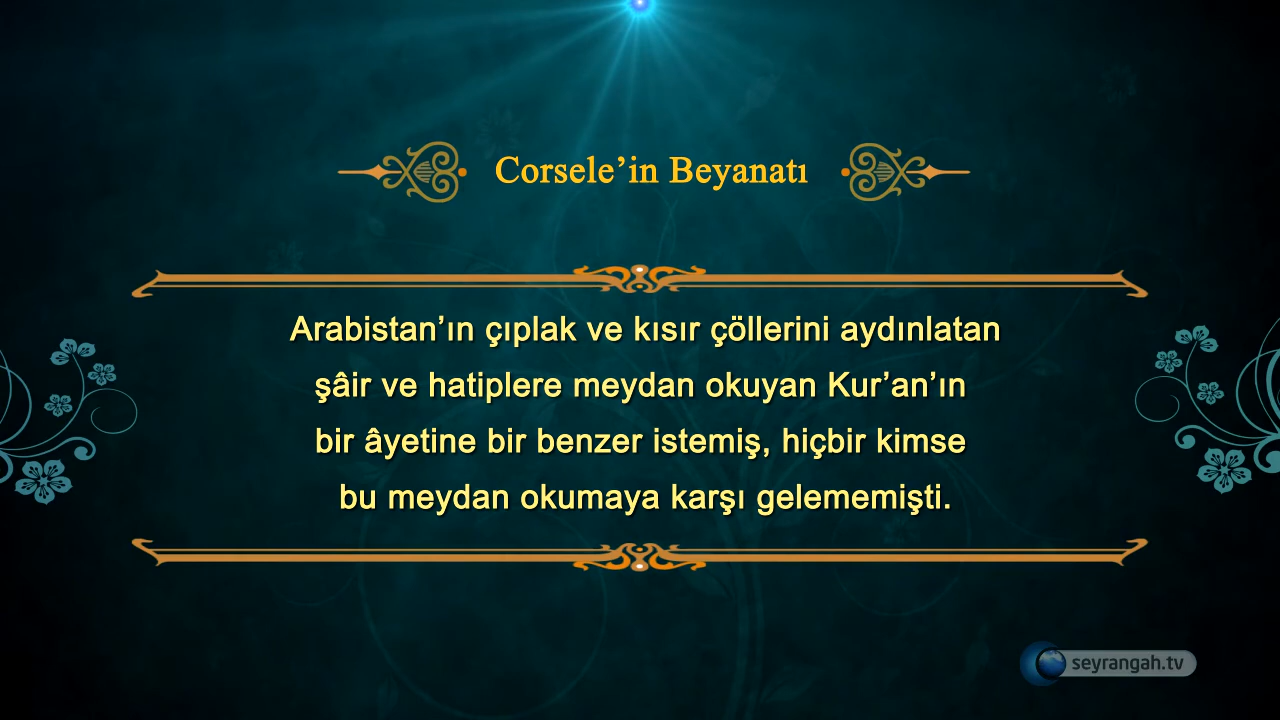 Corsele’in Beyanatı
Arabistan’ın çıplak ve kısır çöllerini aydınlatan
şâir ve hatiplere meydan okuyan Kur’an’ın
bir âyetine bir benzer istemiş, hiçbir kimse
bu meydan okumaya karşı gelememişti.
seyrangah.tv